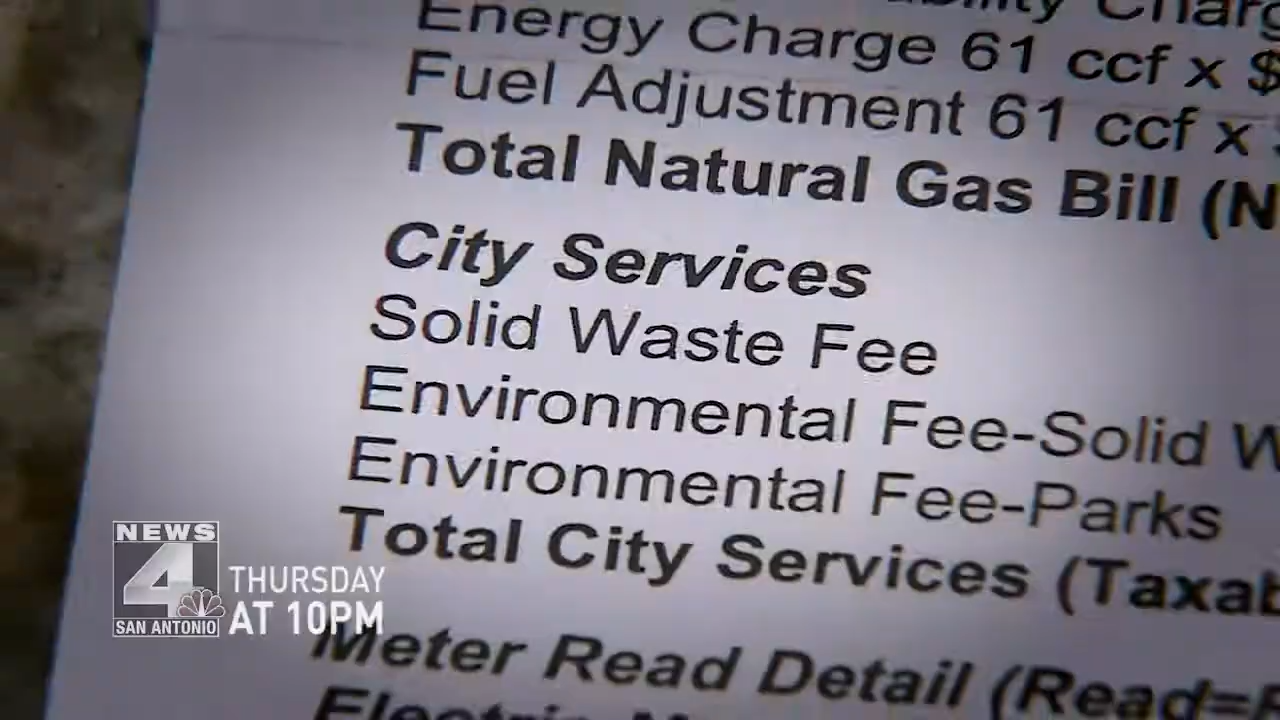 Charg
Energy Charge 61 ccf x $
Fuel Adjustment 61 ccf x
Total Natural Gas Bill (N
City Services
Solid Waste Fee
Environmental Fee-Solid W
Environmental Fee-Parks
Total City Services (Taxab
Meter Read Detail (Read=
NEWS
4
SAN ANTONIO
THURSDAY
AT 10PM